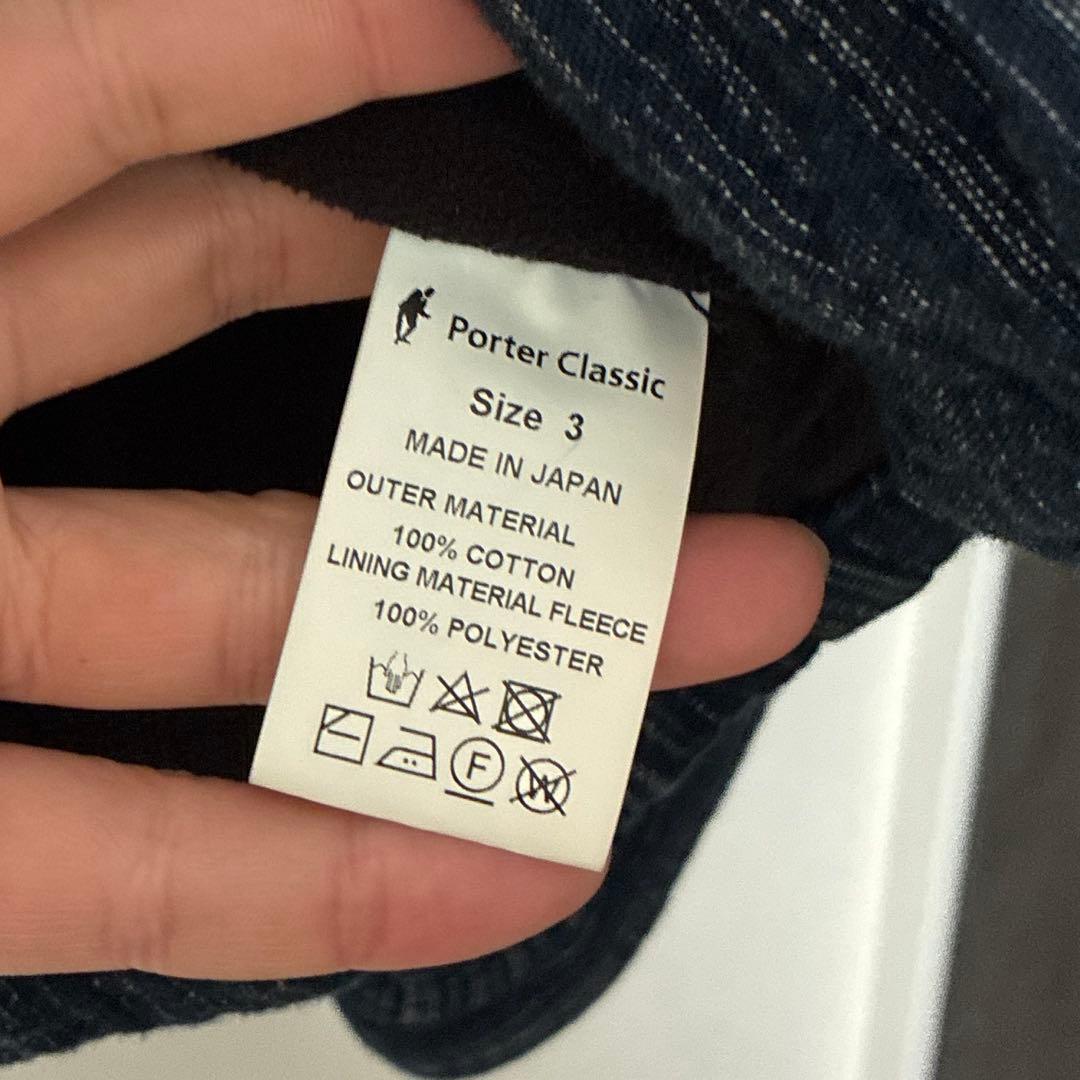 Porter Classic
Size 3
MADE IN JAPAN
OUTER MATERIAL
100% COTTON
LINING MATERIAL FLEECE
100% POLYESTER
F
W